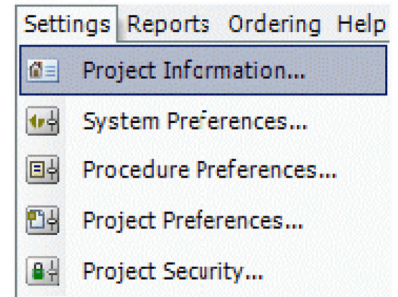 Settings Reports Ordering Help
Project Information...
System Preferences...
Procedure Preferences...
Project Preferences...
Project Security...